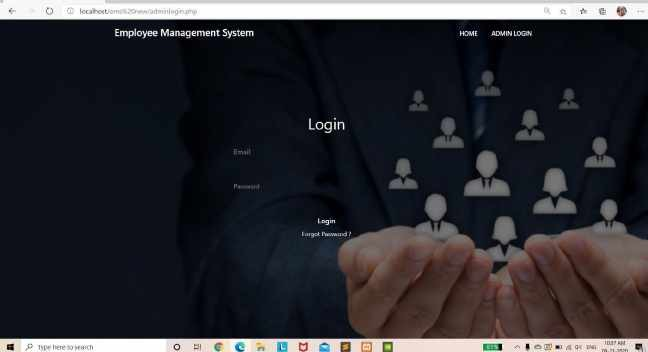 localhost/ems%20new/adminlogin.php
Employee Management System
HOME ADMIN LOGIN
Login
Email
Password
Login
Forgot Password ?
Type here to search
ENG
10:07 AM